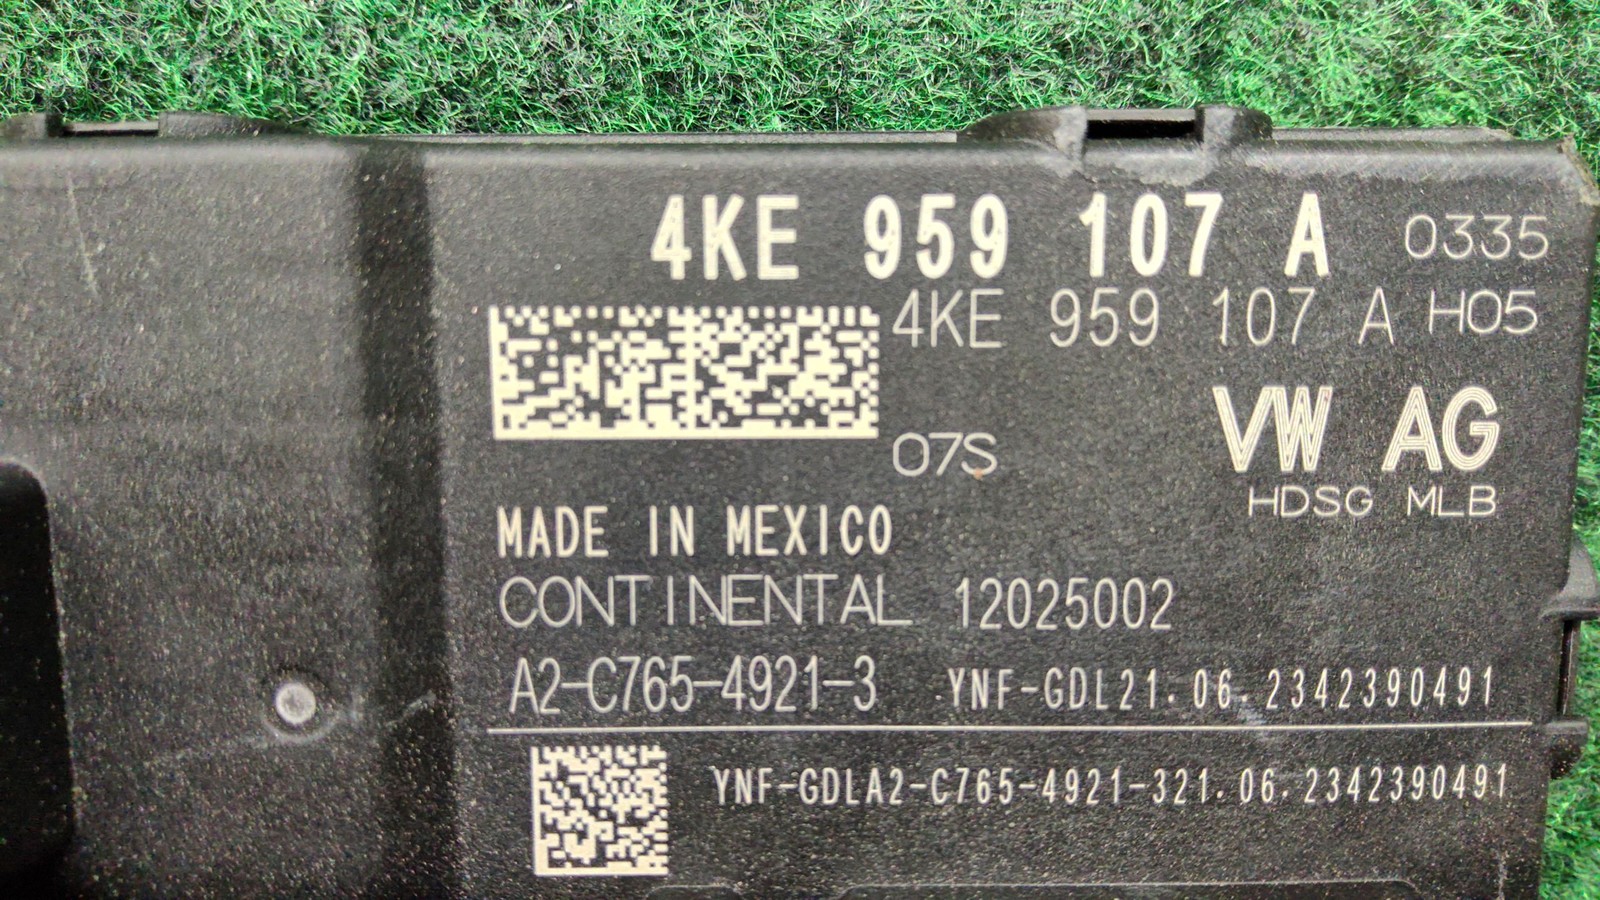 4KE 959 107 A 0335
4KE 959 107 A H05
07S
VW AG
HDSG MLB
MADE IN MEXICO
CONTINENTAL 12025002
A2-C765-4921-3 YNF-GDL21.06.2342390491
YNF-GDLA2-C765-4921-321.06.2342390491